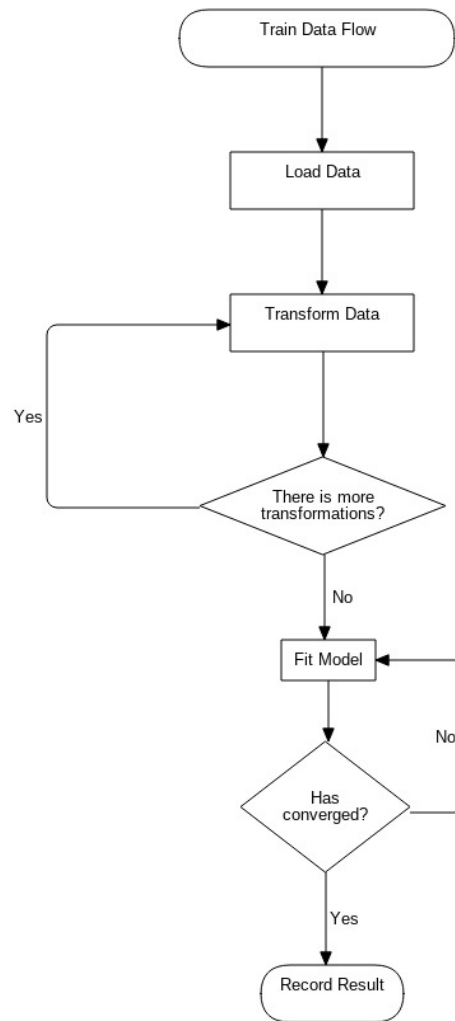 Train Data Flow
Load Data
Transform Data
Yes
There is more
transformations?
No
Fit Model
No
Has
converged?
Yes
Record Result